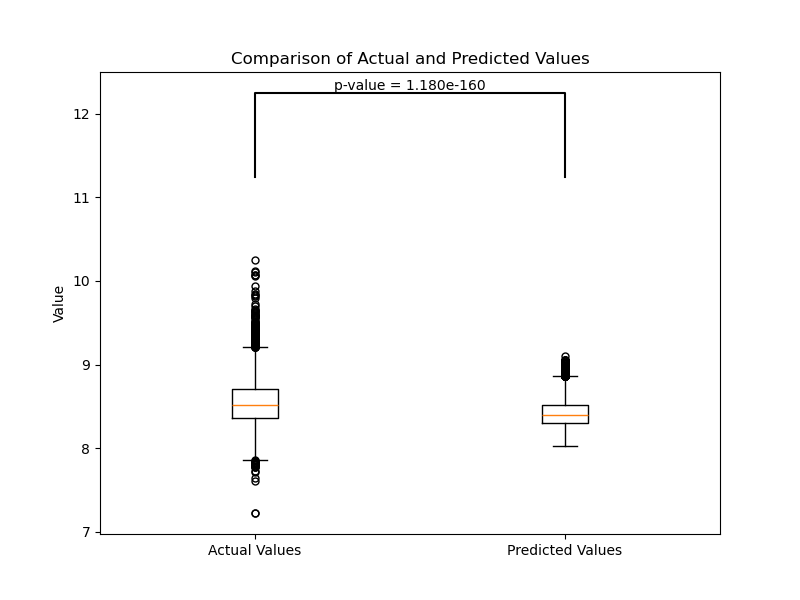 Comparison of Actual and Predicted Values
p-value = 1.180e-160
12
11
10
9
8
7
Value
Actual Values
Predicted Values